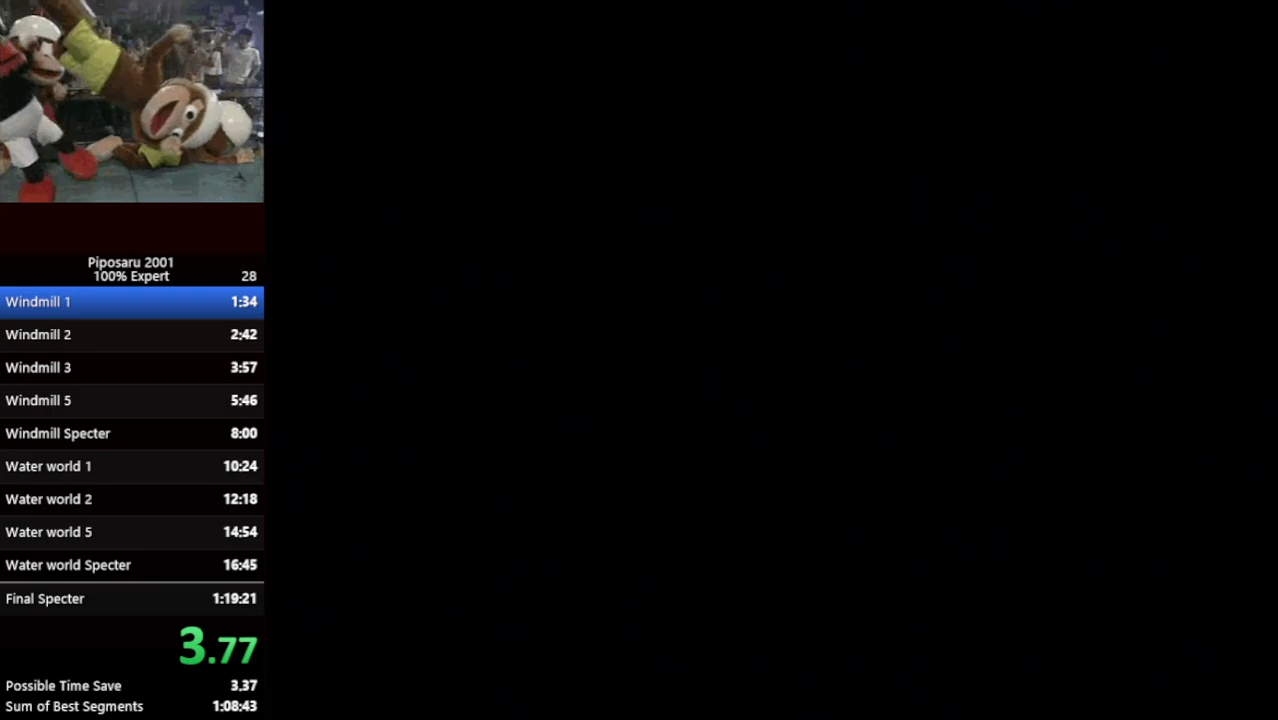 Piposaru 2001
100% Expert 28
Windmill 1 1:34
Windmill 2 2:42
Windmill 3 3:57
Windmill 5 5:46
Windmill Specter 8:00
Water world 1 10:24
Water world 2 12:18
Water world 5 14:54
Water world Specter 16:45
Final Specter 1:19:21
3.77
Possible Time Save 3.37
Sum of Best Segments 1:08:43